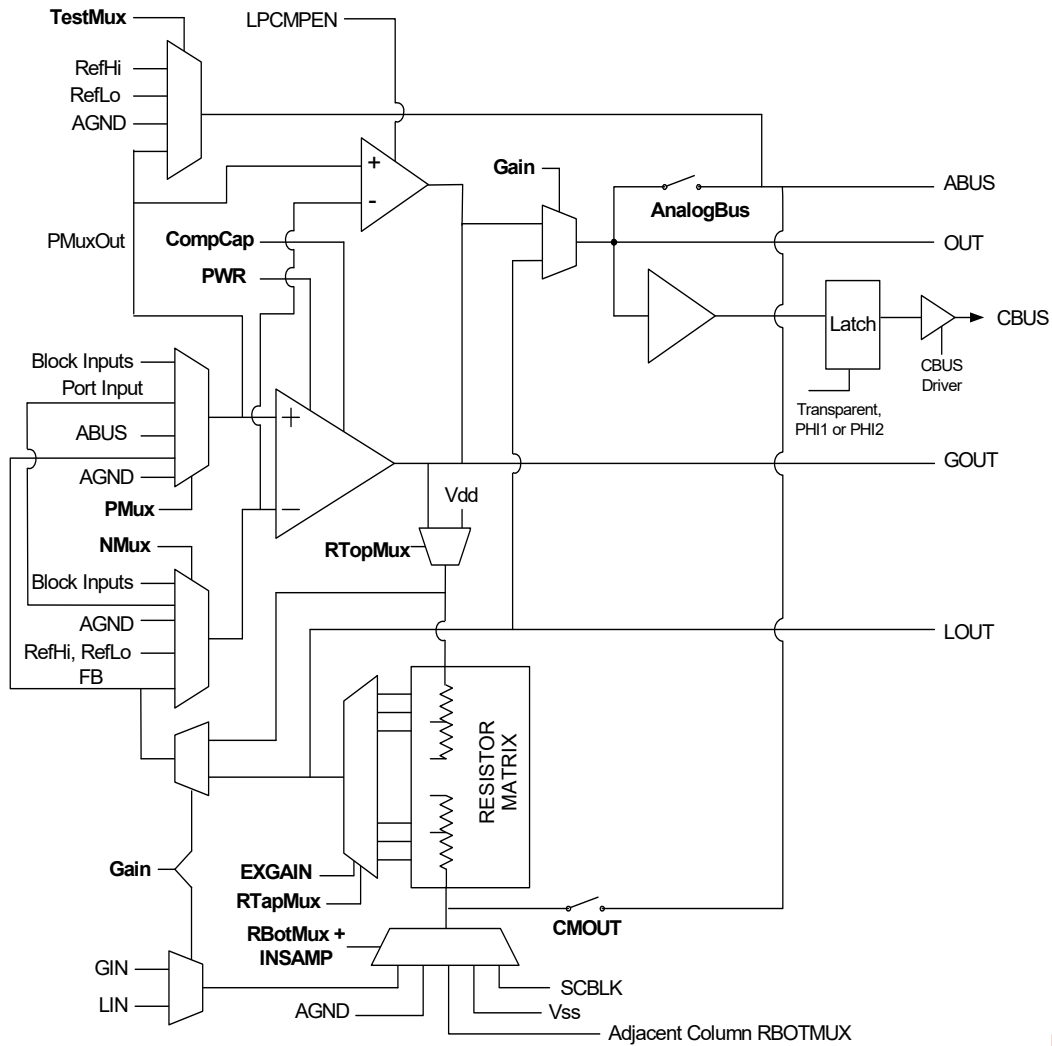 TestMux
LPCMPEN
RefHi
RefLo
AGND
+
-
Gain
ABUS
AnalogBus
PMuxOut
CompCap
OUT
PWR
Latch
CBUS
Block Inputs
Port Input
CBUS
Driver
ABUS
+
Transparent,
PHI1 or PHI2
AGND
GOUT
PMux
−
Vdd
NMux
RTopMux
Block Inputs
AGND
LOUT
RefHi, RefLo
FB
RESISTOR
MATRIX
Gain
EXGAIN
RTapMux
CMOUT
RBotMux +
INSAMP
GIN
LIN
SCBLK
AGND
Vss
Adjacent Column RBOTMUX